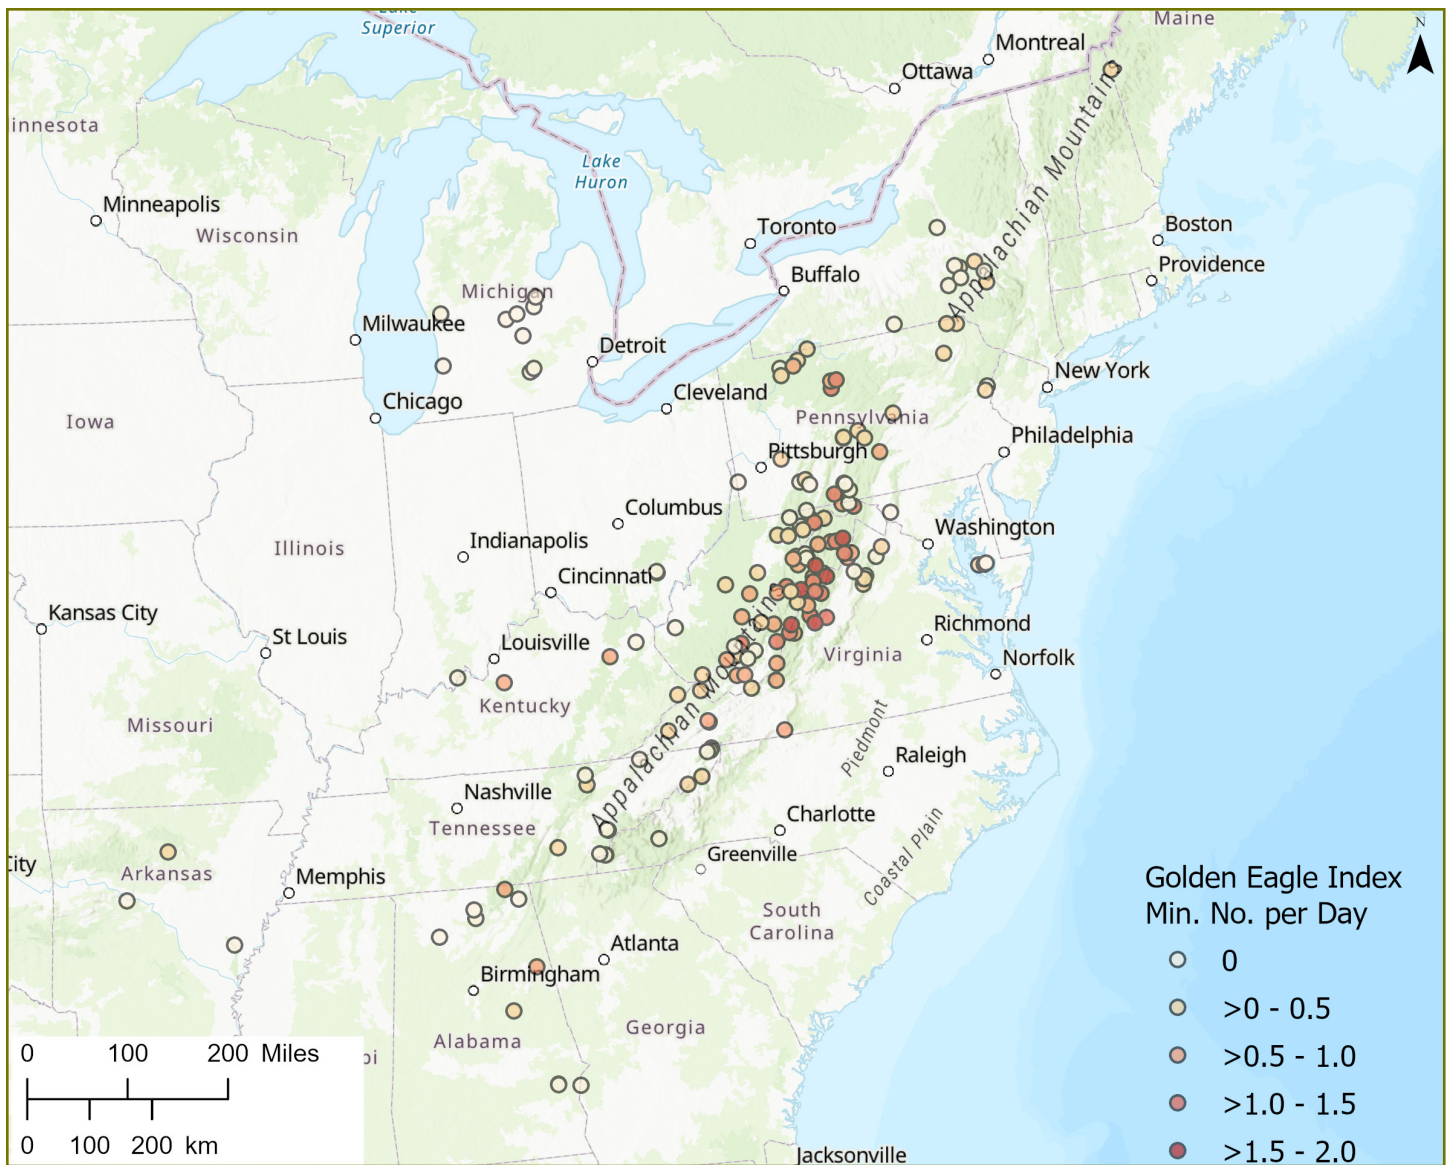 Lake
Superior
Maine
N
Montreal
Ottawa
innesota
Lake
Huron
Appalachian Mountains
Minneapolis
Wisconsin
Toronto
Boston
Providence
Buffalo
Michigan
Milwaukee
Detroit
New York
Cleveland
Chicago
Iowa
Pennsylvania
Philadelphia
Pittsburgh
Columbus
Washington
Illinois
Indianapolis
Cincinnati
Kansas City
St Louis
Louisville
Richmond
Virginia
Norfolk
Kentucky
Missouri
Appalachian Mountains
Piedmont
Raleigh
Nashville
Tennessee
Charlotte
Greenville
City
Arkansas
Memphis
Coastal Plain
South
Carolina
Atlanta
Birmingham
Alabama
Georgia
pi
Jacksonville
Golden Eagle Index
Min. No. per Day
0
>0 - 0.5
>0.5 - 1.0
>1.0 - 1.5
>1.5 - 2.0
0 100 200 Miles
0 100 200 km